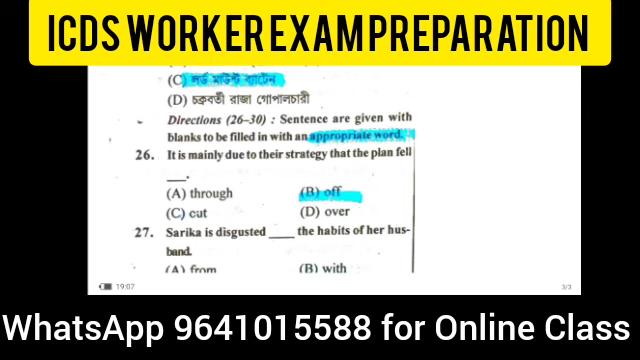 ICDS WORKER EXAM PREPARATION
(C) লর্ড মাউন্ট ব্যাটেন
(D) চক্রবর্তী রাজা গোপালচারী
Directions (26–30) : Sentence are given with
blanks to be filled in with an appropriate word.
26. It is mainly due to their strategy that the plan fell
___.
(A) through (B) off
(C) cut (D) over
27. Sarika is disgusted ____ the habits of her hus-
band.
(A) from (B) with
19:07 3/3
WhatsApp 9641015588 for Online Class